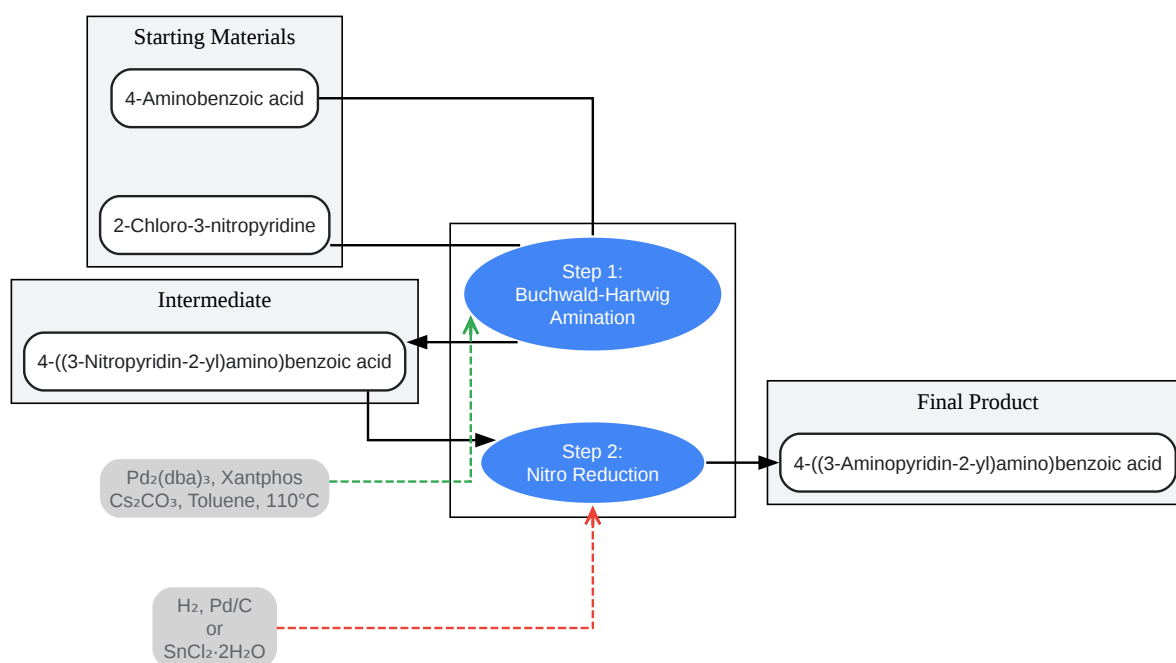 Starting Materials
4-Aminobenzoic acid
2-Chloro-3-nitropyridine
Step 1:
Buchwald-Hartwig
Amination
Intermediate
4-((3-Nitropyridin-2-yl)amino)benzoic acid
Final Product
4-((3-Aminopyridin-2-yl)amino)benzoic acid
Step 2:
Nitro Reduction
Pd₂(dba)₃, Xantphos
Cs₂CO₃, Toluene, 110°C
H₂, Pd/C
or
SnCl₂·2H₂O